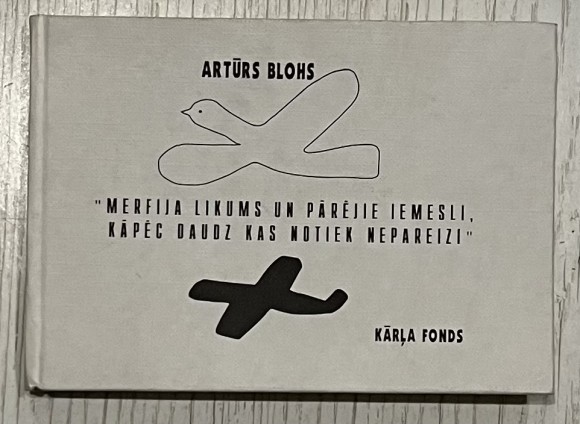 ARTŪRS BLOHS
"MERFIJA LIKUMS UN PĀRĒJIE IEMESLI,
KĀPĒC DAUDZ KAS NOTIEK NEPAREIZI"
KĀRĻA FONDS